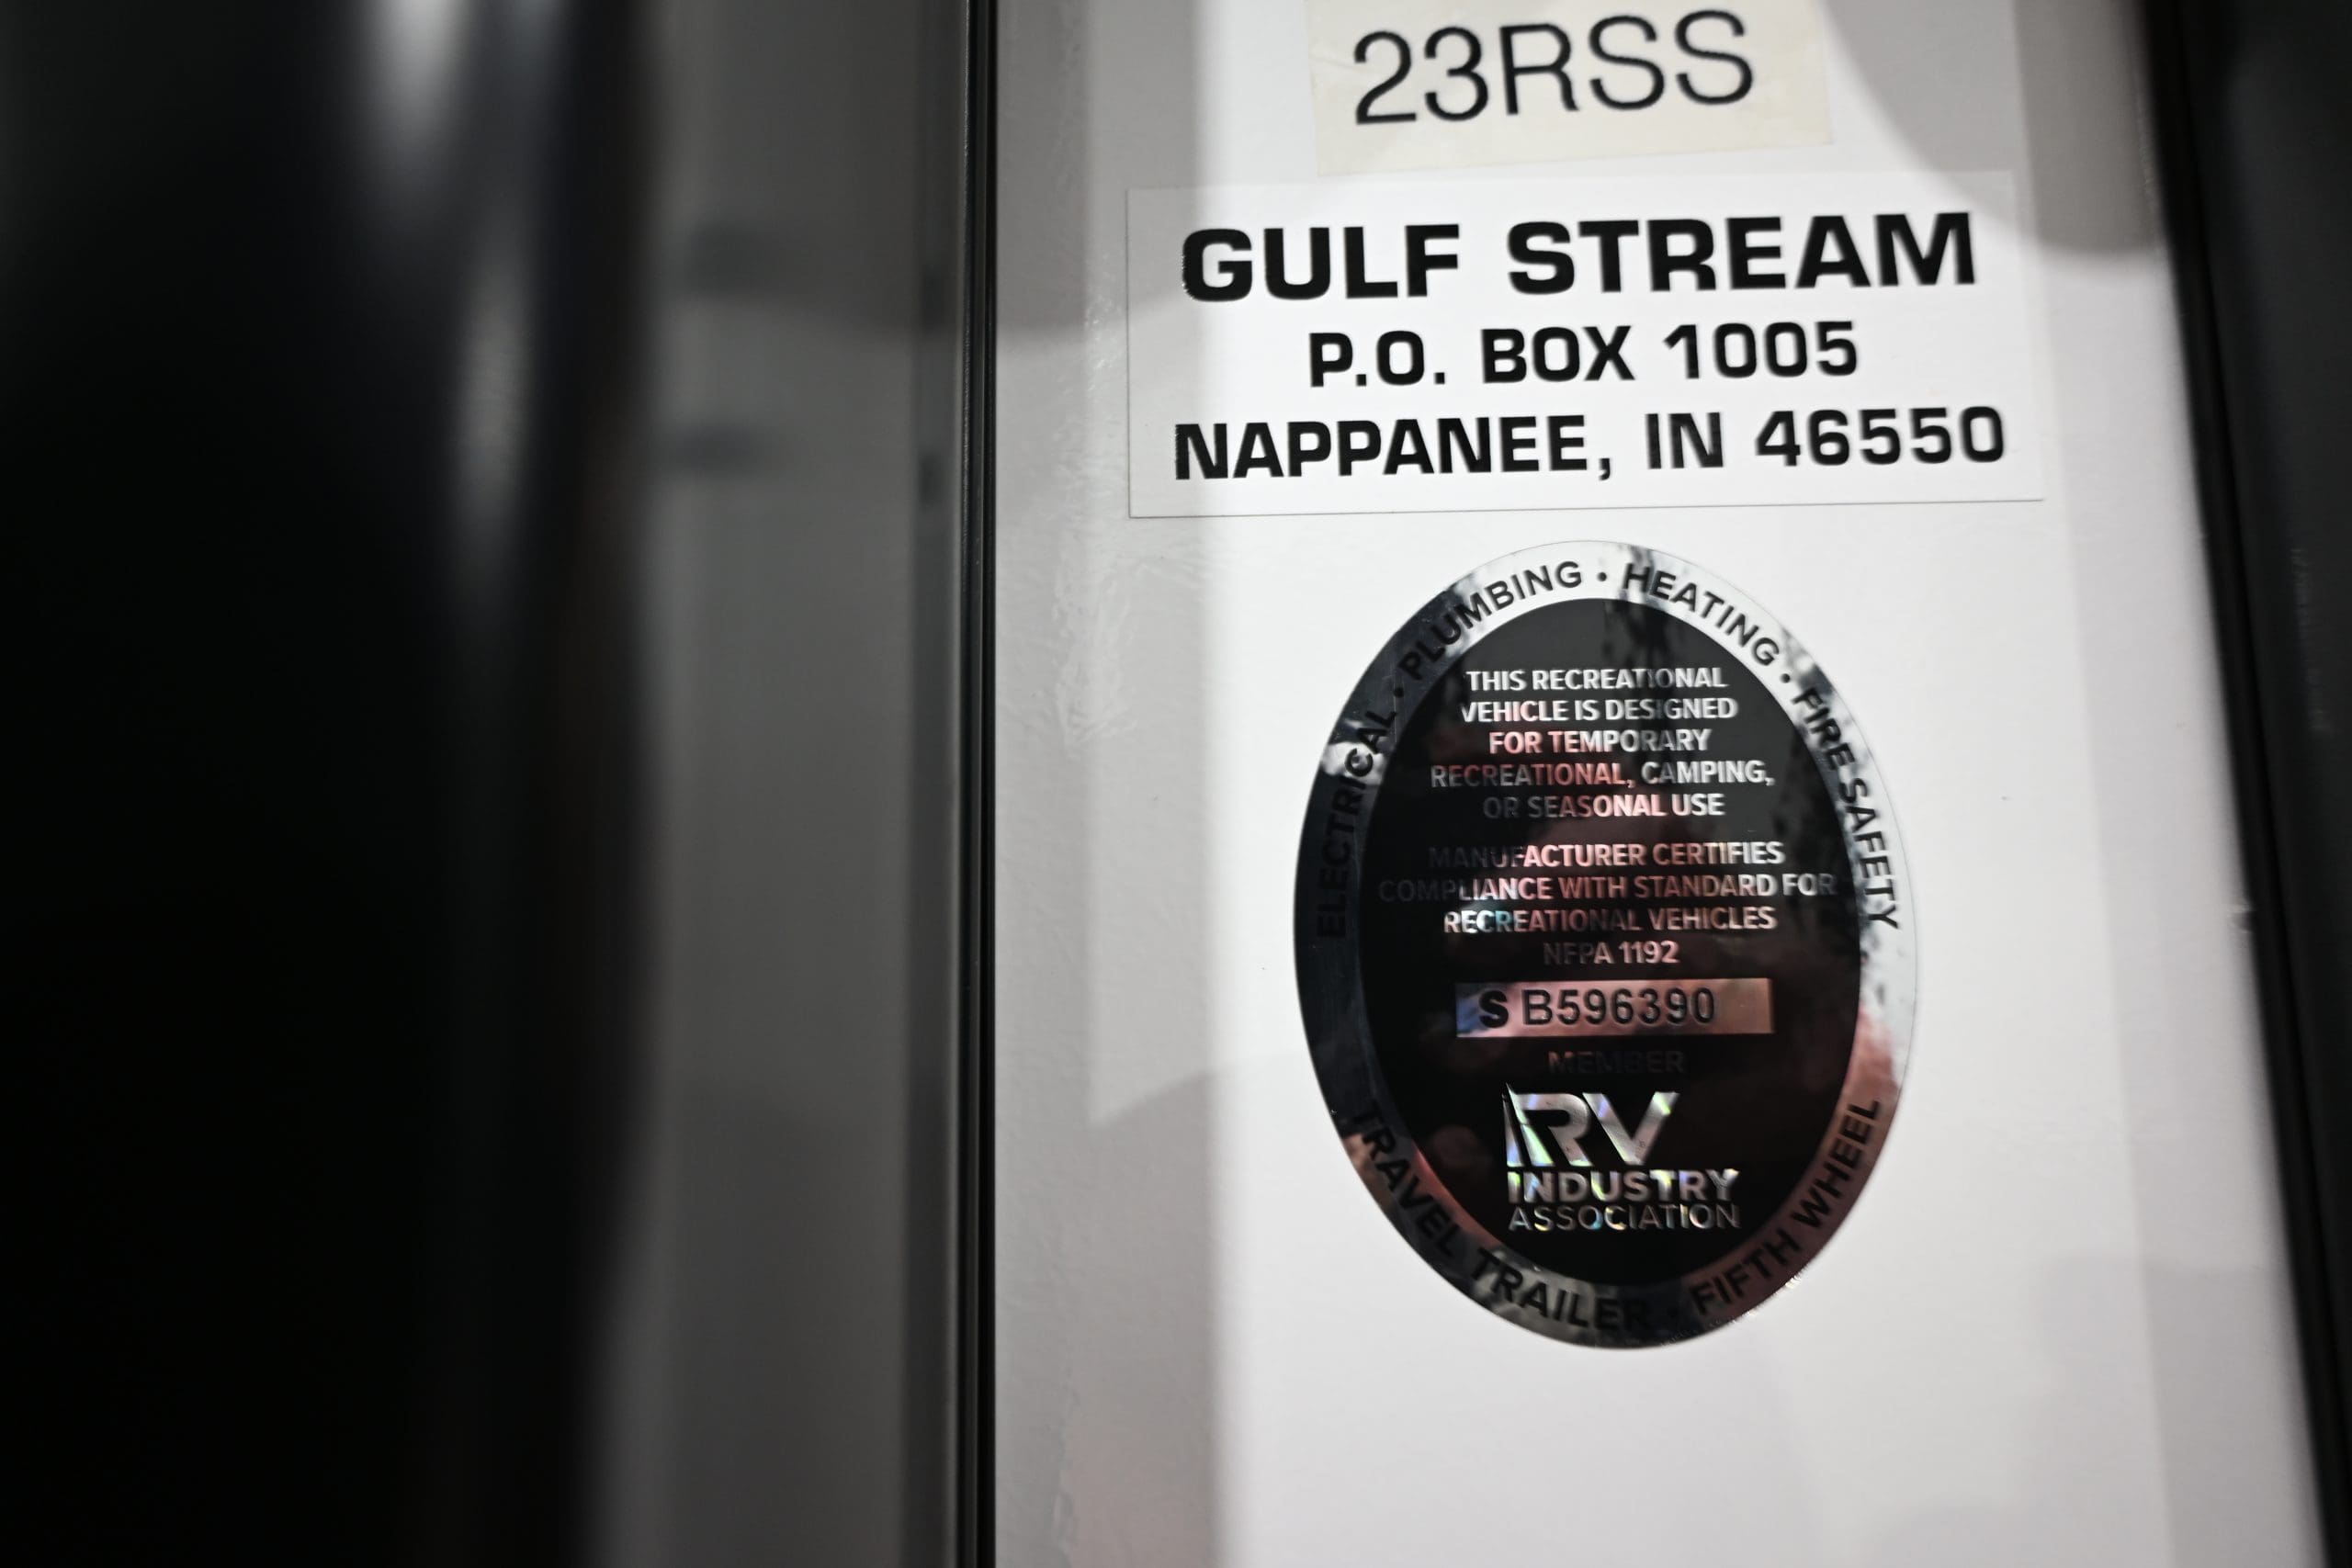 23RSS
GULF STREAM
P.O. BOX 1005
NAPPANEE, IN 46550
ELECTRICAL · PLUMBING · HEATING · FIRE SAFETY
THIS RECREATIONAL
VEHICLE IS DESIGNED
FOR TEMPORARY
RECREATIONAL, CAMPING,
OR SEASONAL USE
MANUFACTURER CERTIFIES
COMPLIANCE WITH STANDARD FOR
RECREATIONAL VEHICLES
NFPA 1192
S B596390
MEMBER
RV
INDUSTRY
ASSOCIATION
TRAVEL TRAILER · FIFTH WHEEL